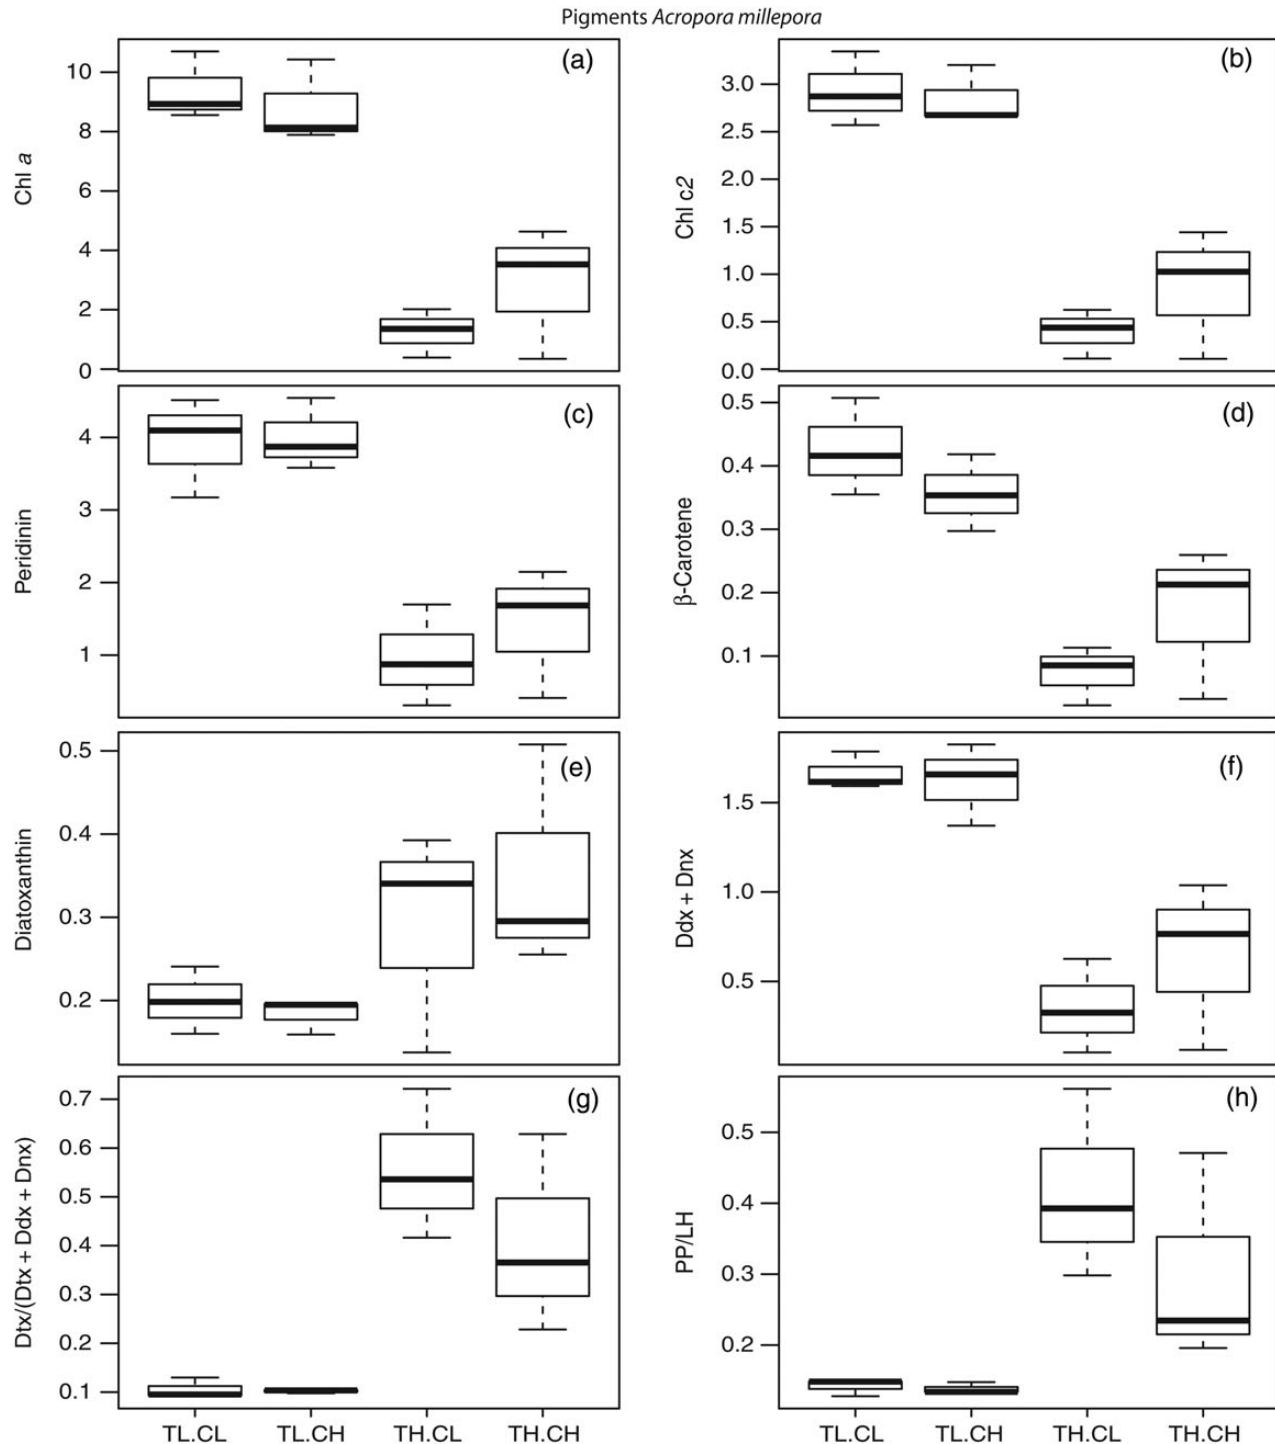 Pigments Acropora millepora
(a)
Chl a
10
8
6
4
2
0
(b)
Chl c2
3.0
2.5
2.0
1.5
1.0
0.5
0.0
(c)
Peridinin
4
3
2
1
(d)
β-Carotene
0.5
0.4
0.3
0.2
0.1
(e)
Diatoxanthin
0.5
0.4
0.3
0.2
(f)
Ddx + Dnx
1.5
1.0
0.5
(g)
Dtx/(Dtx + Ddx + Dnx)
0.7
0.6
0.5
0.4
0.3
0.2
0.1
TL.CL TL.CH TH.CL TH.CH
(h)
PP/LH
0.5
0.4
0.3
0.2
TL.CL TL.CH TH.CL TH.CH